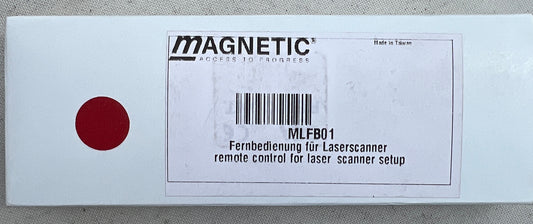 MAGNETIC®
ACCESS TO PROGRESS
Made in Taiwan
MLFB01
Fernbedienung für Laserscanner
remote control for laser scanner setup